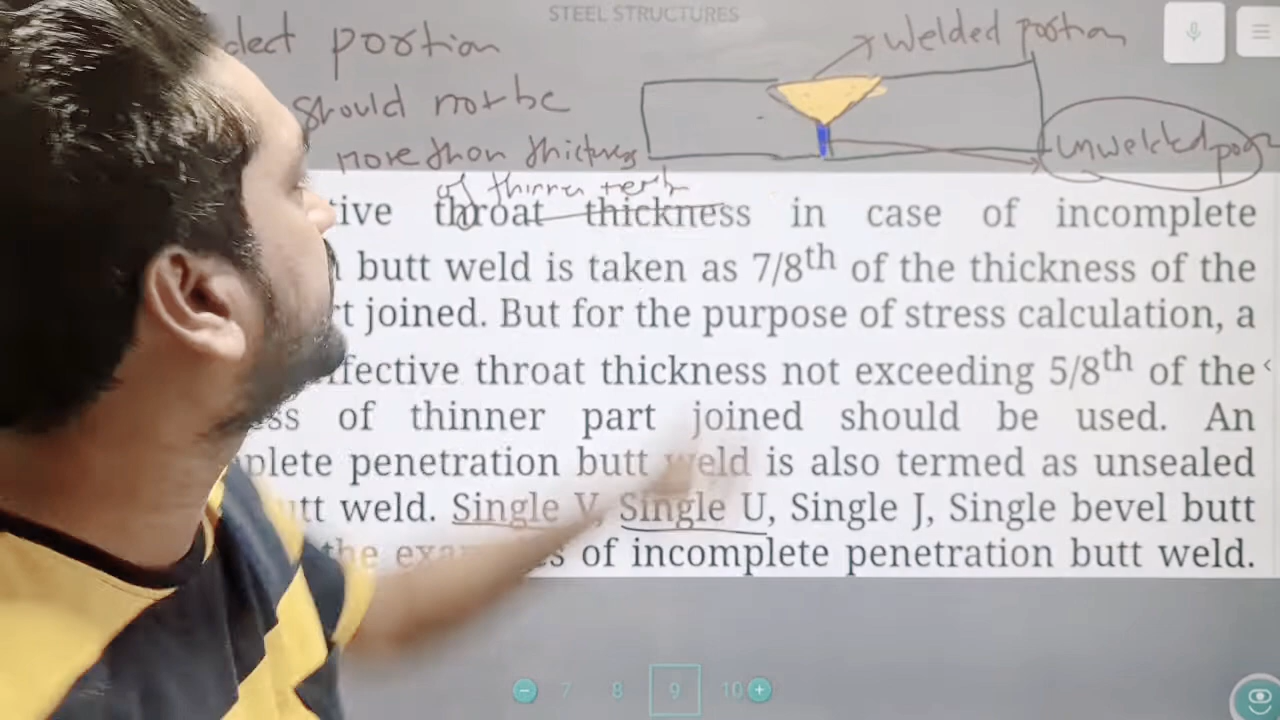 STEEL STRUCTURES
portion
welded portion
should not be
more than thickness
unwelded
of thinner
throat thickness in case of incomplete
butt weld is taken as 7/8th of the thickness of the
joined. But for the purpose of stress calculation, a
effective throat thickness not exceeding 5/8th of the
of thinner part joined should be used. An
penetration butt weld is also termed as unsealed
weld. Single V, Single U, Single J, Single bevel butt
the of incomplete penetration butt weld.
7 8 9 10